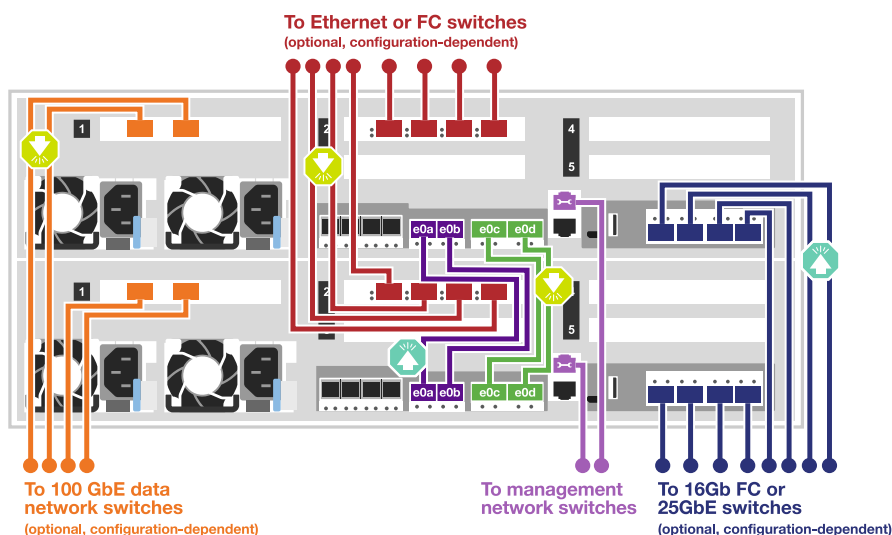 To Ethernet or FC switches
(optional, configuration-dependent)
1
2
4
5
e0a e0b e0c e0d
1
2
5
e0a e0b e0c e0d
To 100 GbE data
network switches
(optional, configuration-dependent)
To management
network switches
To 16Gb FC or
25GbE switches
(optional, configuration-dependent)